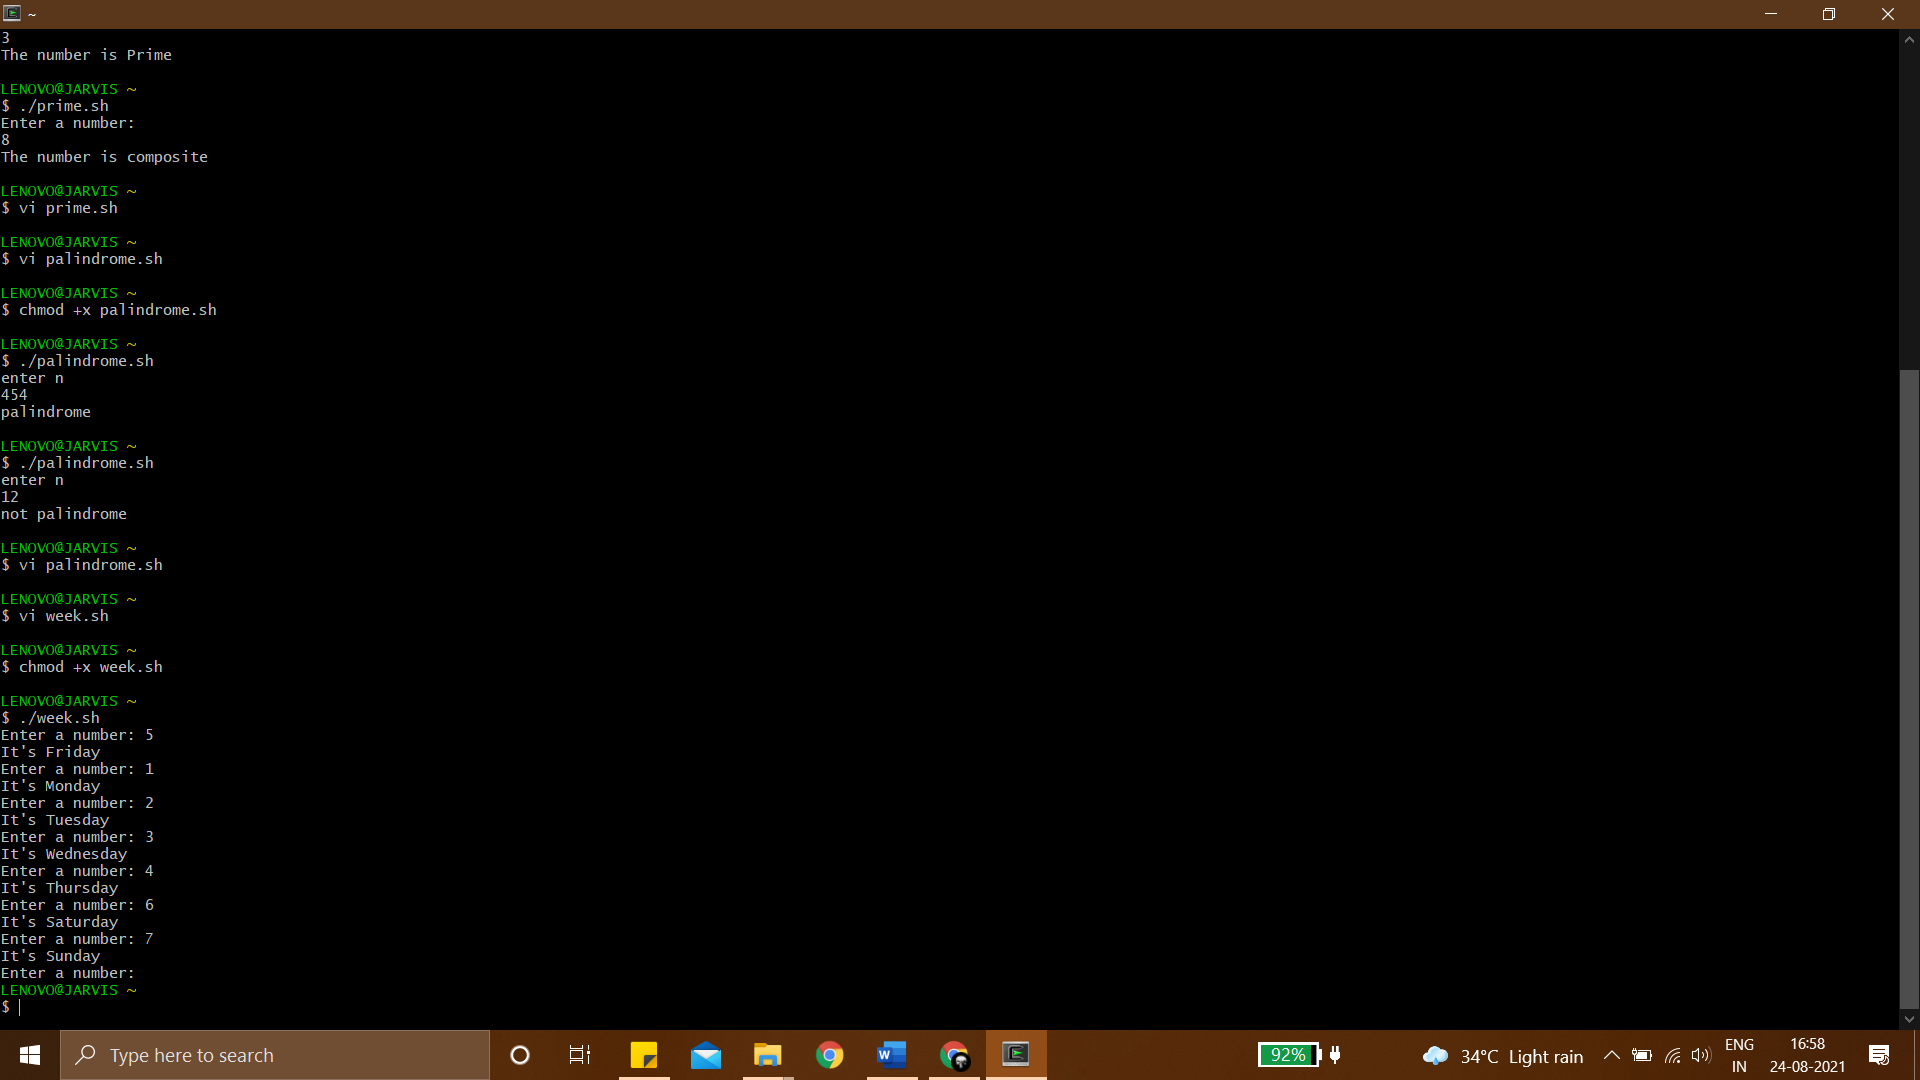 ~
3
The number is Prime
LENOVO@JARVIS ~
$ ./prime.sh
Enter a number:
8
The number is composite
LENOVO@JARVIS ~
$ vi prime.sh
LENOVO@JARVIS ~
$ vi palindrome.sh
LENOVO@JARVIS ~
$ chmod +x palindrome.sh
LENOVO@JARVIS ~
$ ./palindrome.sh
enter n
454
palindrome
LENOVO@JARVIS ~
$ ./palindrome.sh
enter n
12
not palindrome
LENOVO@JARVIS ~
$ vi palindrome.sh
LENOVO@JARVIS ~
$ vi week.sh
LENOVO@JARVIS ~
$ chmod +x week.sh
LENOVO@JARVIS ~
$ ./week.sh
Enter a number: 5
It's Friday
Enter a number: 1
It's Monday
Enter a number: 2
It's Tuesday
Enter a number: 3
It's Wednesday
Enter a number: 4
It's Thursday
Enter a number: 6
It's Saturday
Enter a number: 7
It's Sunday
Enter a number:
LENOVO@JARVIS ~
$
Type here to search
92%
34°C Light rain
ENG
IN
16:58
24-08-2021